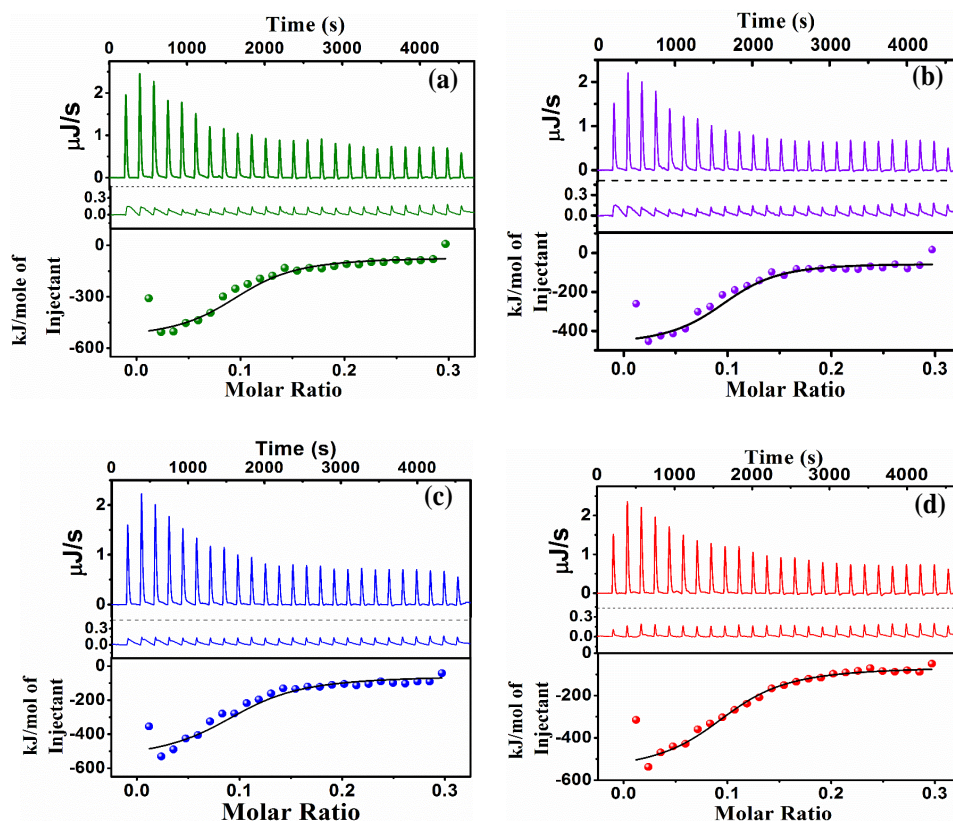 Time (s)
0 1000 2000 3000 4000
(a)
μJ/s
2
1
0
0.3
0.0
kJ/mole of
Injectant
0
-300
-600
0.0 0.1 0.2 0.3
Molar Ratio
Time (s)
0 1000 2000 3000 4000
(b)
μJ/s
2
1
0
0.3
0.0
kJ/mol of
Injectant
0
-200
-400
0.0 0.1 0.2 0.3
Molar Ratio
Time (s)
0 1000 2000 3000 4000
(c)
μJ/s
2
1
0
0.3
0.0
kJ/mol of
Injectant
0
-200
-400
-600
0.0 0.1 0.2 0.3
Molar Ratio
Time (s)
0 1000 2000 3000 4000
(d)
μJ/s
2
1
0
0.3
0.0
0
kJ/mol of
Injectant
-200
-400
-600
0.0 0.1 0.2 0.3
Molar Ratio